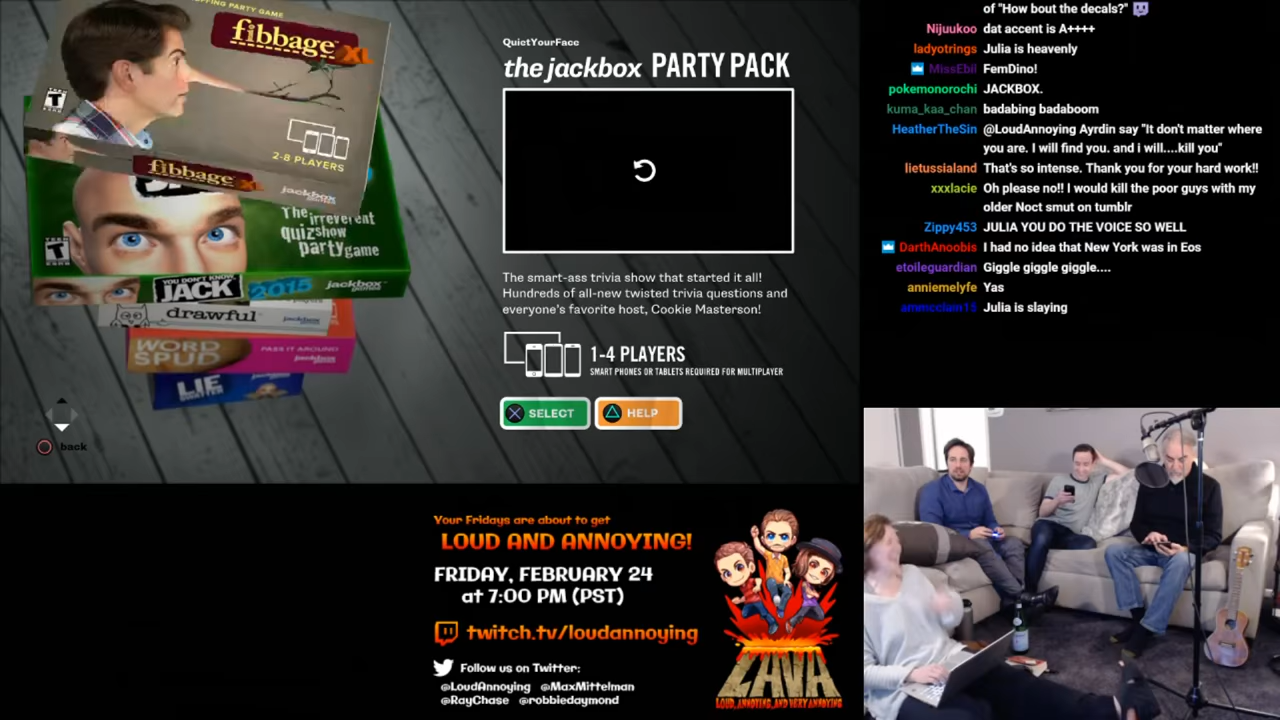 PARTY GAME
fibbage XL
2-8 PLAYERS
fibbage XL
jackbox
The irreverent
quizshow
partygame
YOU DON'T KNOW
JACK 2015
jackbox
drawful
WORD
SPUD
PASS IT AROUND
jackbox
LIE
back
QuietYourFace
the jackbox PARTY PACK
The smart-ass trivia show that started it all!
Hundreds of all-new twisted trivia questions and
everyone's favorite host, Cookie Masterson!
1-4 PLAYERS
SMART PHONES OR TABLETS REQUIRED FOR MULTIPLAYER
SELECT
HELP
of "How bout the decals?"
Nijuukoo dat accent is A++++
ladyotrings Julia is heavenly
MissEbil FemDino!
pokemonorochi JACKBOX.
kuma_kaa_chan badabing badaboom
HeatherTheSin @LoudAnnoying Ayrdin say "It don't matter where
you are. I will find you. and i will....kill you"
lietussialand That's so intense. Thank you for your hard work!!
xxxlacie Oh please no!! I would kill the poor guys with my
older Noct smut on tumblr
Zippy453 JULIA YOU DO THE VOICE SO WELL
DarthAnoobis I had no idea that New York was in Eos
etoileguardian Giggle giggle giggle....
anniemelyfe Yas
ammcclain15 Julia is slaying
Your Fridays are about to get
LOUD AND ANNOYING!
FRIDAY, FEBRUARY 24
at 7:00 PM (PST)
twitch.tv/loudannoying
Follow us on Twitter:
@LoudAnnoying @MaxMittelman
@RayChase @robbiedaymond
LAVA
LOUD, ANNOYING, AND VERY ANNOYING